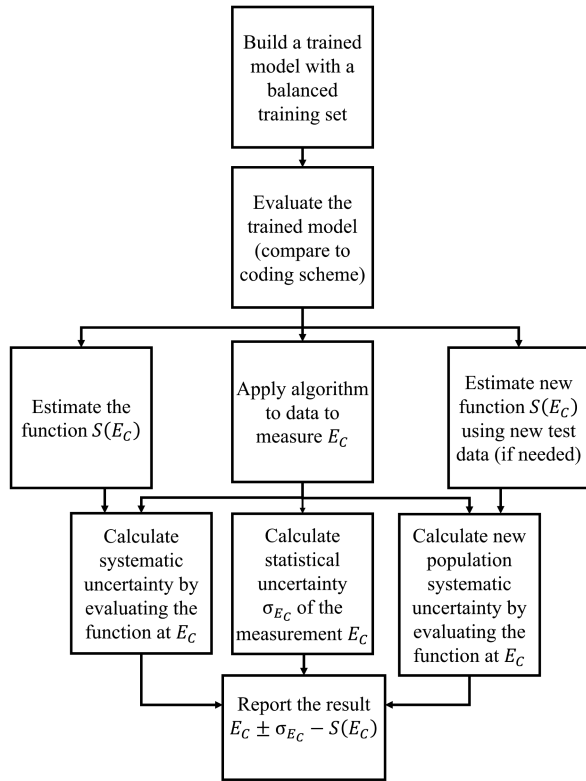 Build a trained
model with a
balanced
training set
Evaluate the
trained model
(compare to
coding scheme)
Estimate the
function S(E_C)
Apply algorithm
to data to
measure E_C
Estimate new
function S(E_C)
using new test
data (if needed)
Calculate
systematic
uncertainty by
evaluating the
function at E_C
Calculate
statistical
uncertainty
σ_{E_C} of the
measurement E_C
Calculate new
population
systematic
uncertainty by
evaluating the
function at E_C
Report the result
E_C ± σ_{E_C} − S(E_C)